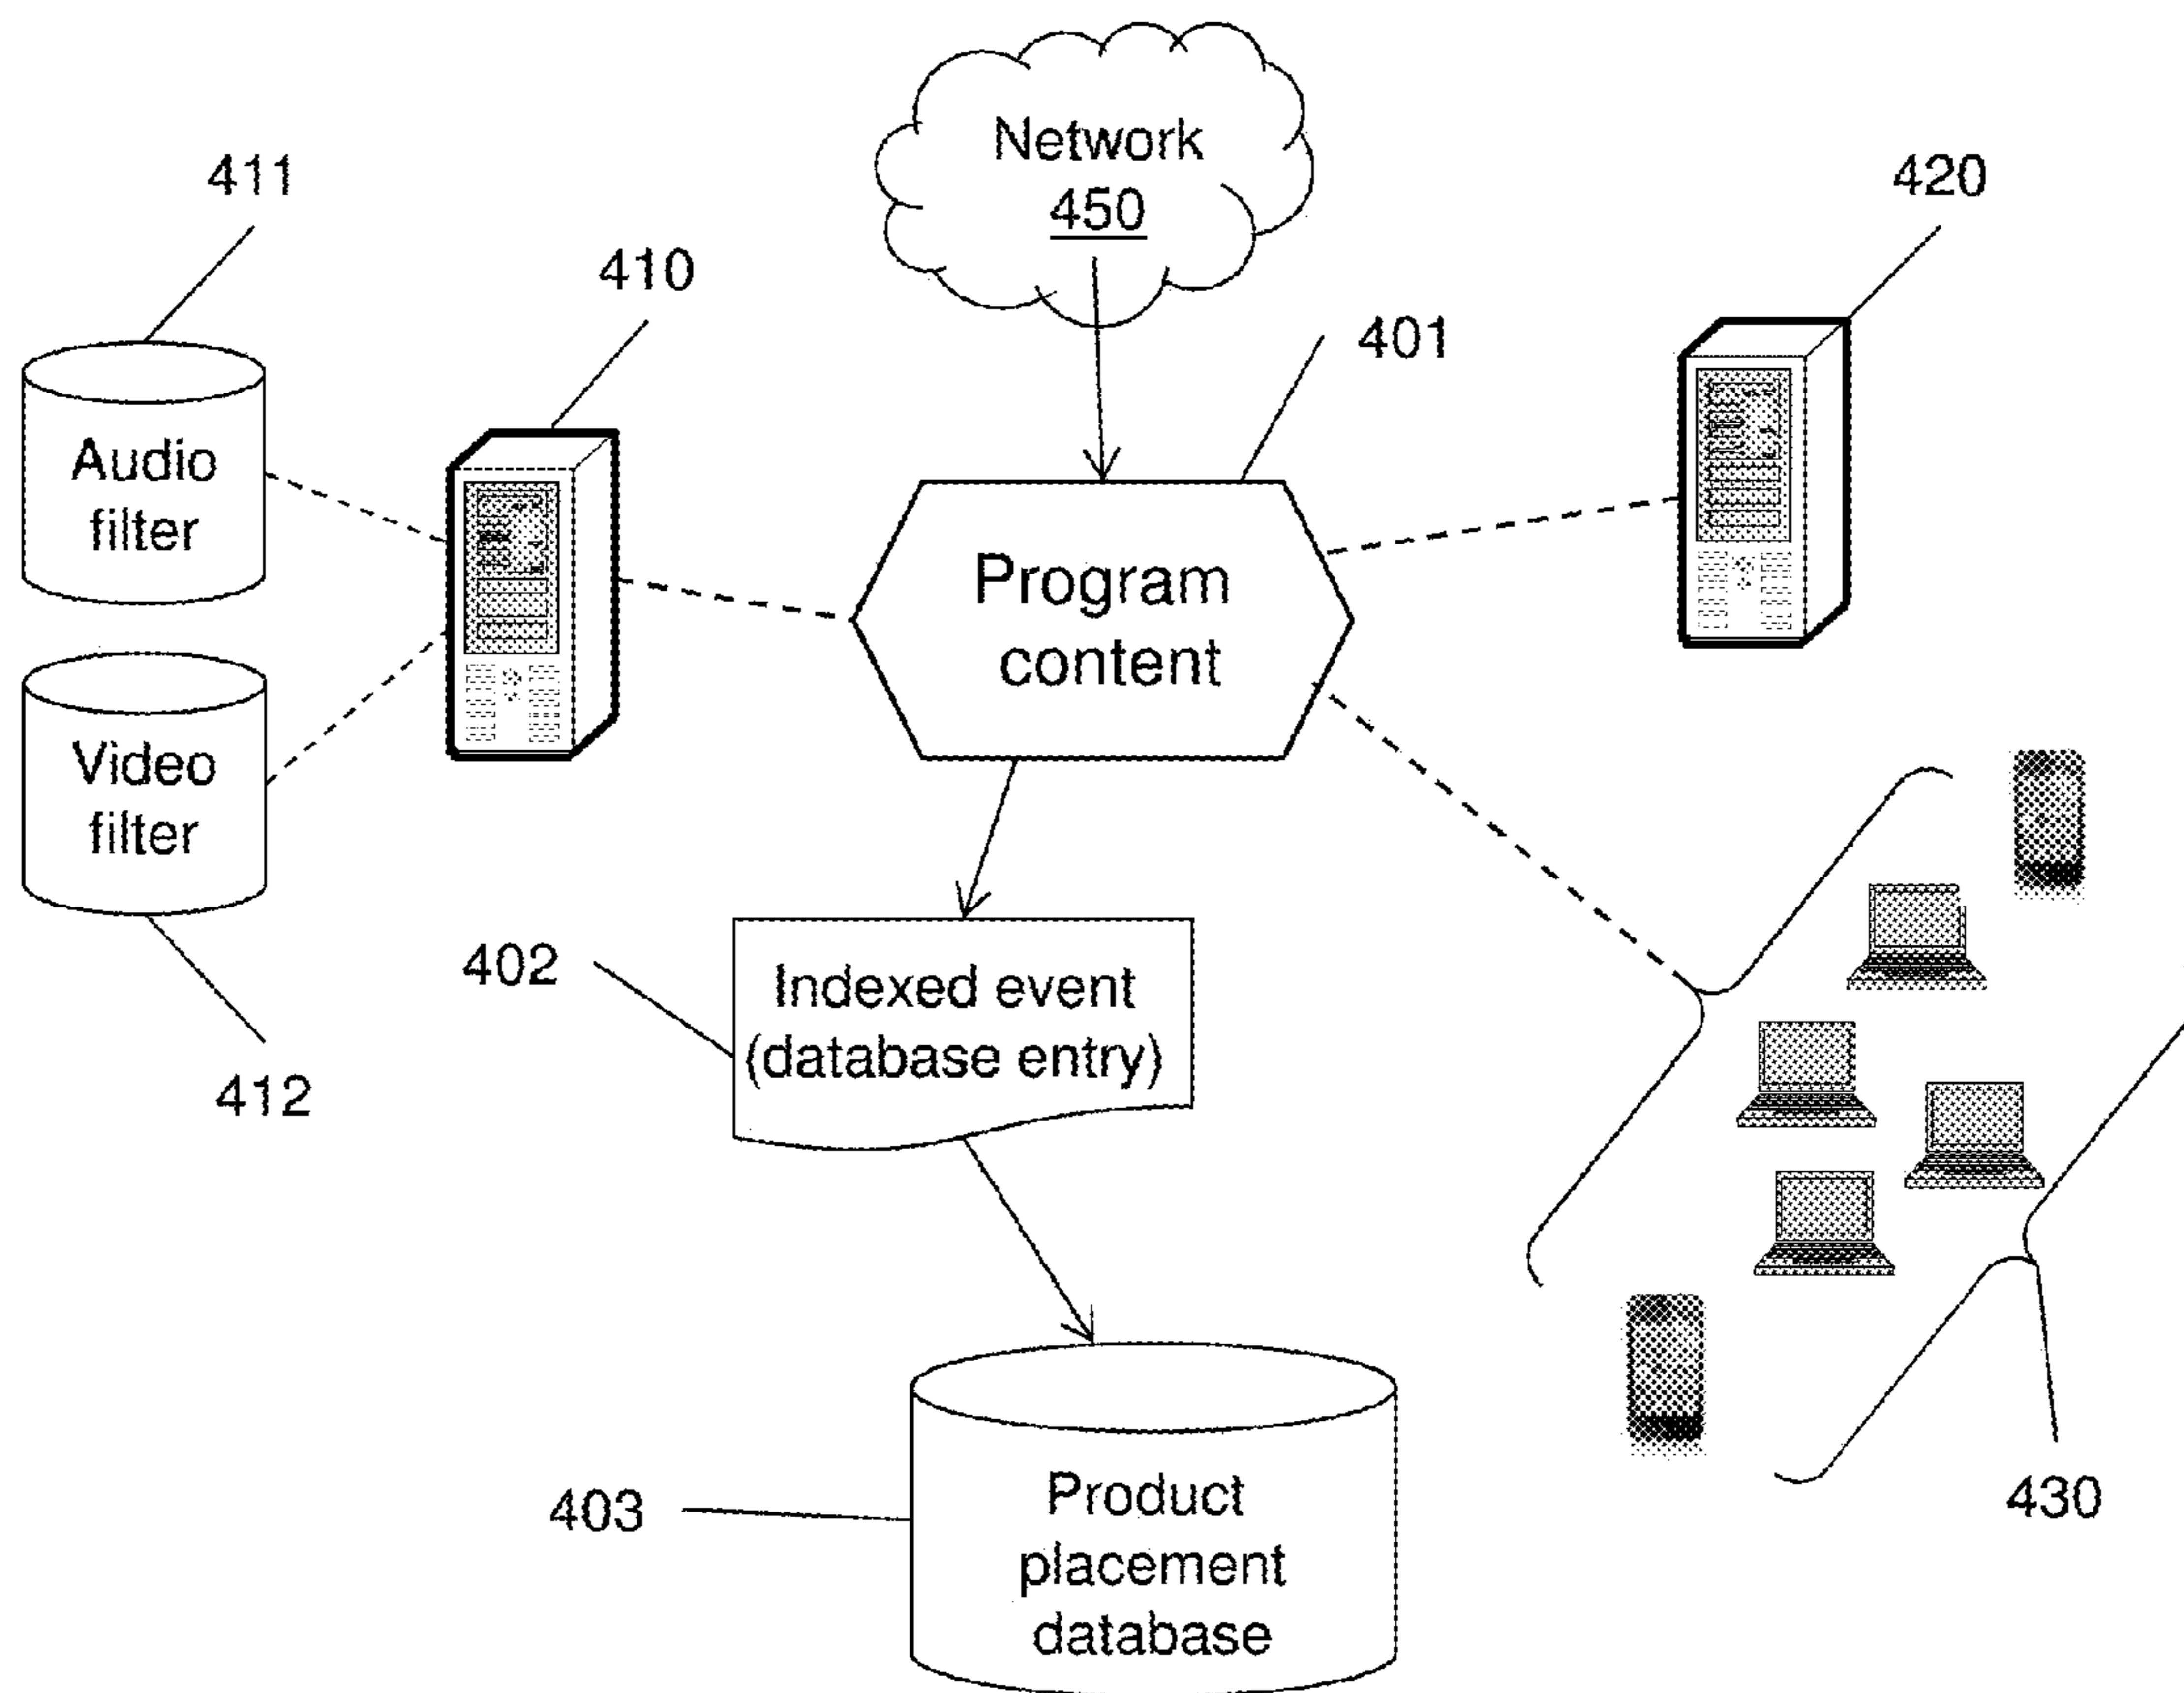 Network
450
411
420
410
401
Audio
filter
Program
content
Video
filter
402
Indexed event
(database entry)
412
403
Product
placement
database
430